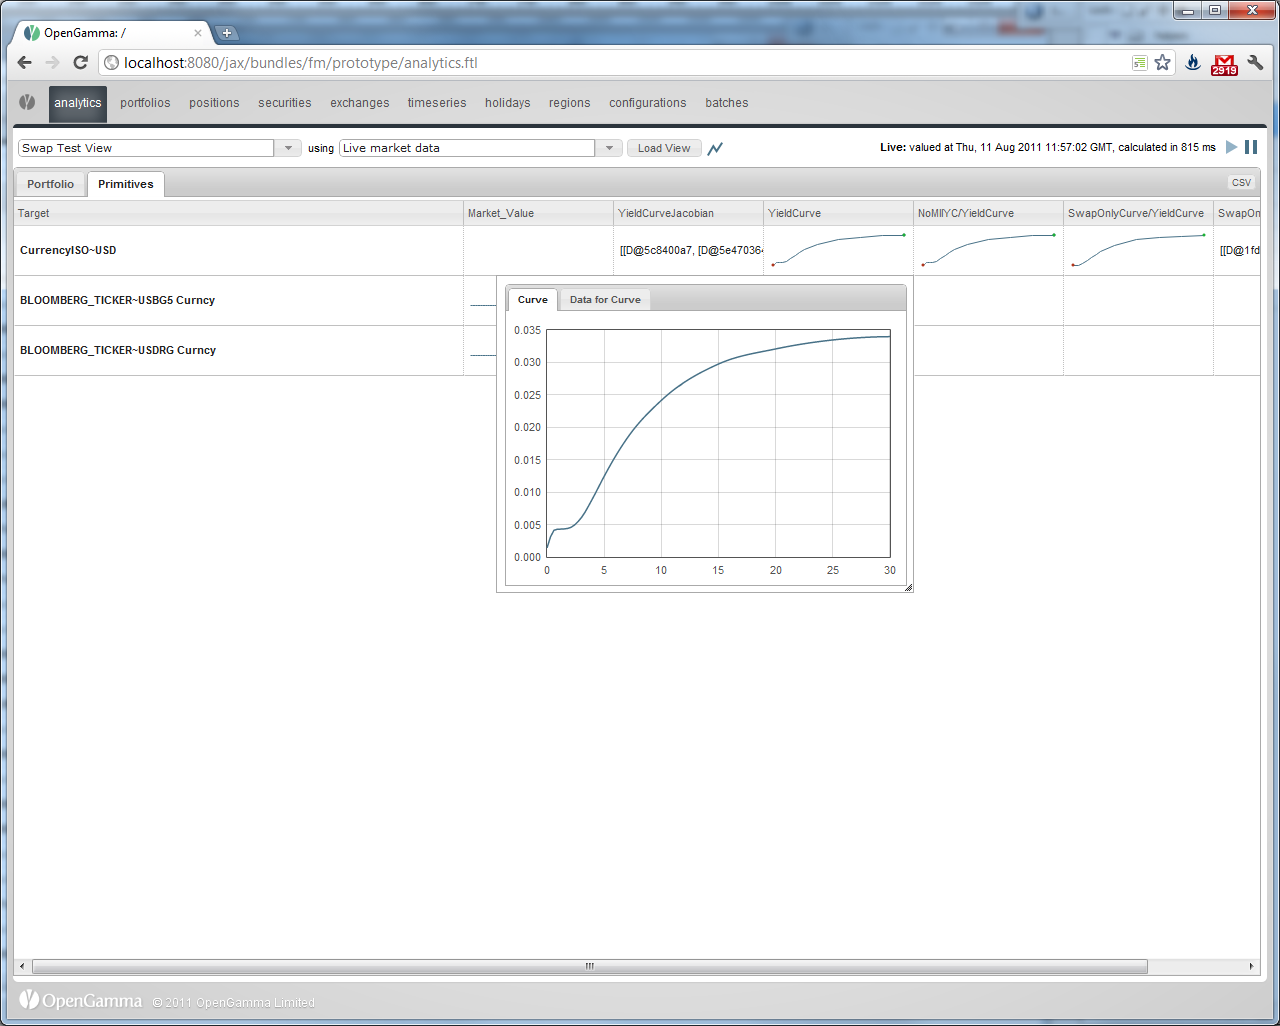 OpenGamma: /
localhost:8080/jax/bundles/fm/prototype/analytics.ftl
2919
analytics portfolios positions securities exchanges timeseries holidays regions configurations batches
Swap Test View using Live market data Load View Live: valued at Thu, 11 Aug 2011 11:57:02 GMT, calculated in 815 ms
Portfolio Primitives CSV
Target Market_Value YieldCurveJacobian YieldCurve NoMIIYC/YieldCurve SwapOnlyCurve/YieldCurve SwapOn
CurrencyISO~USD [[D@5c8400a7, [D@5e470364 [[D@1fd
BLOOMBERG_TICKER~USBG5 Curncy
BLOOMBERG_TICKER~USDRG Curncy
Curve Data for Curve
0.035
0.030
0.025
0.020
0.015
0.010
0.005
0.000
0 5 10 15 20 25 30
OpenGamma © 2011 OpenGamma Limited